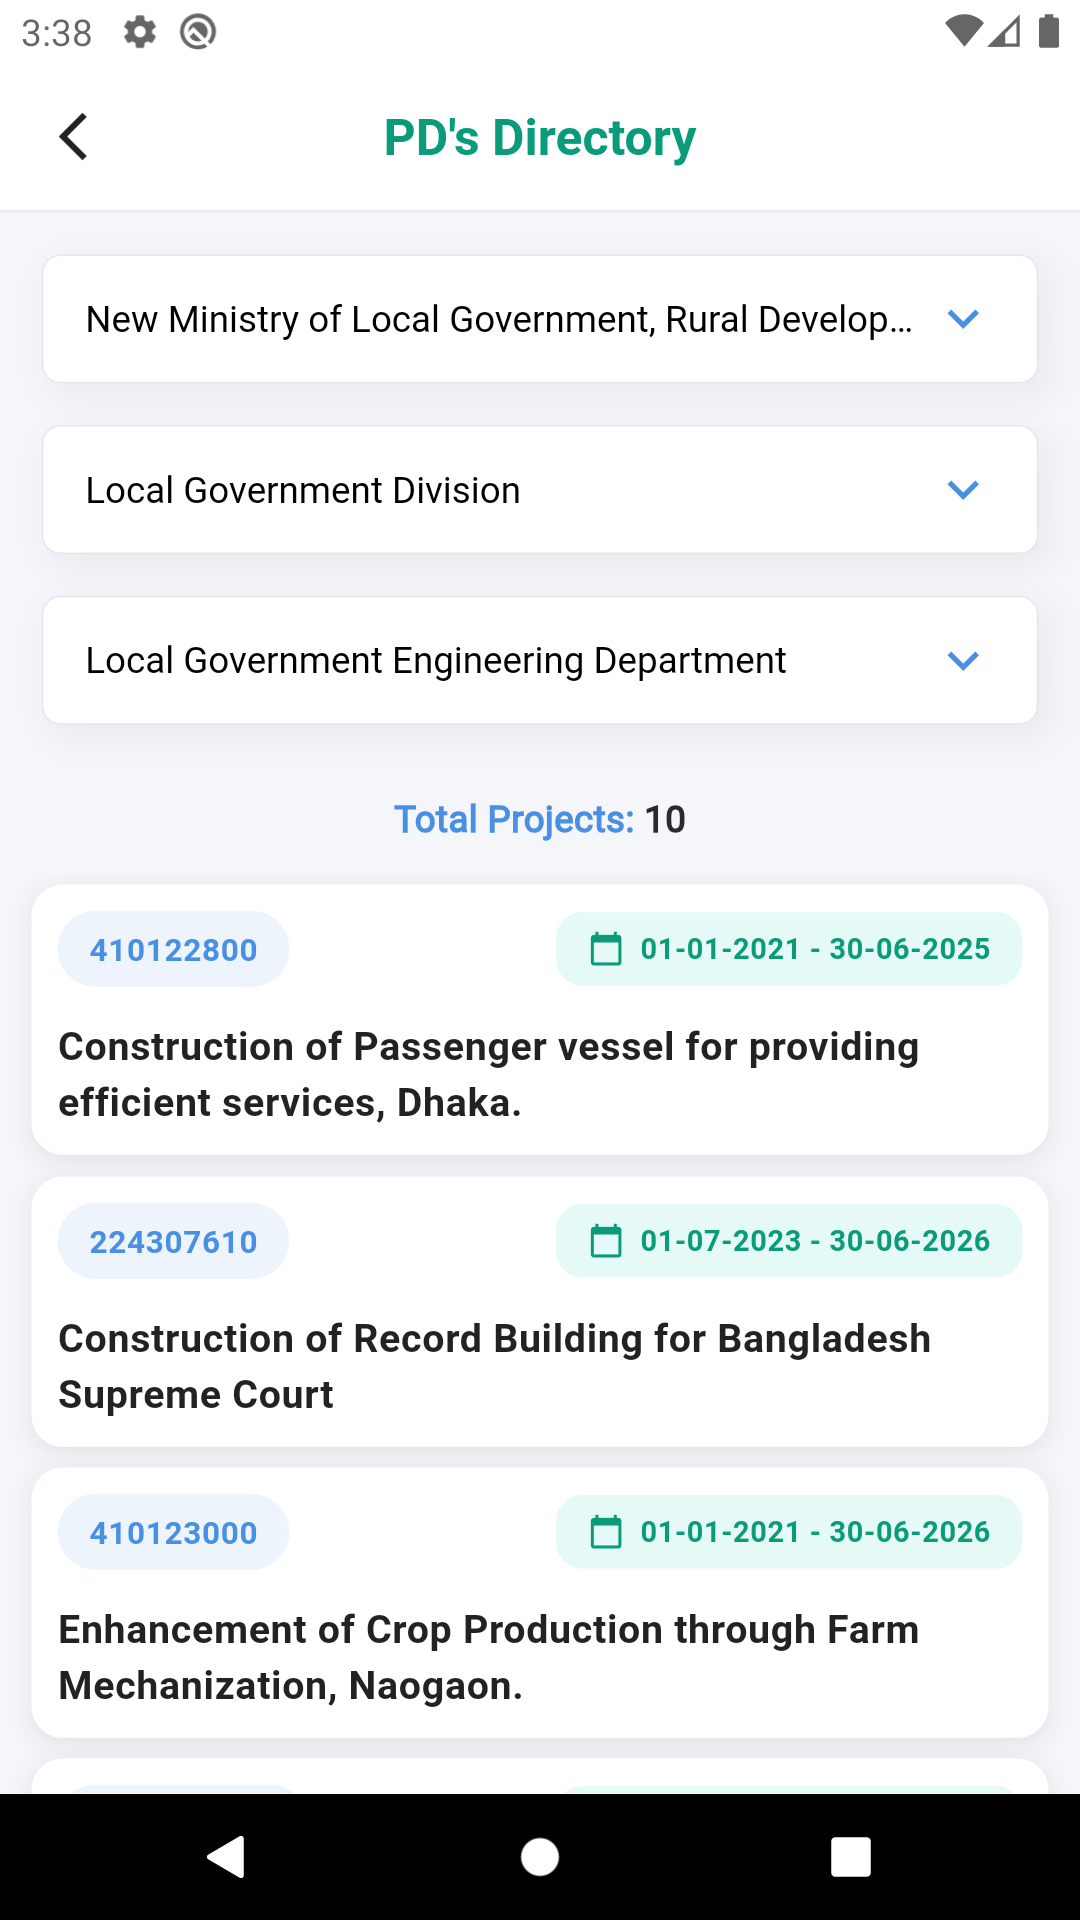 3:38
PD's Directory
New Ministry of Local Government, Rural Develop...
Local Government Division
Local Government Engineering Department
Total Projects: 10
410122800
01-01-2021 - 30-06-2025
Construction of Passenger vessel for providing
efficient services, Dhaka.
224307610
01-07-2023 - 30-06-2026
Construction of Record Building for Bangladesh
Supreme Court
410123000
01-01-2021 - 30-06-2026
Enhancement of Crop Production through Farm
Mechanization, Naogaon.